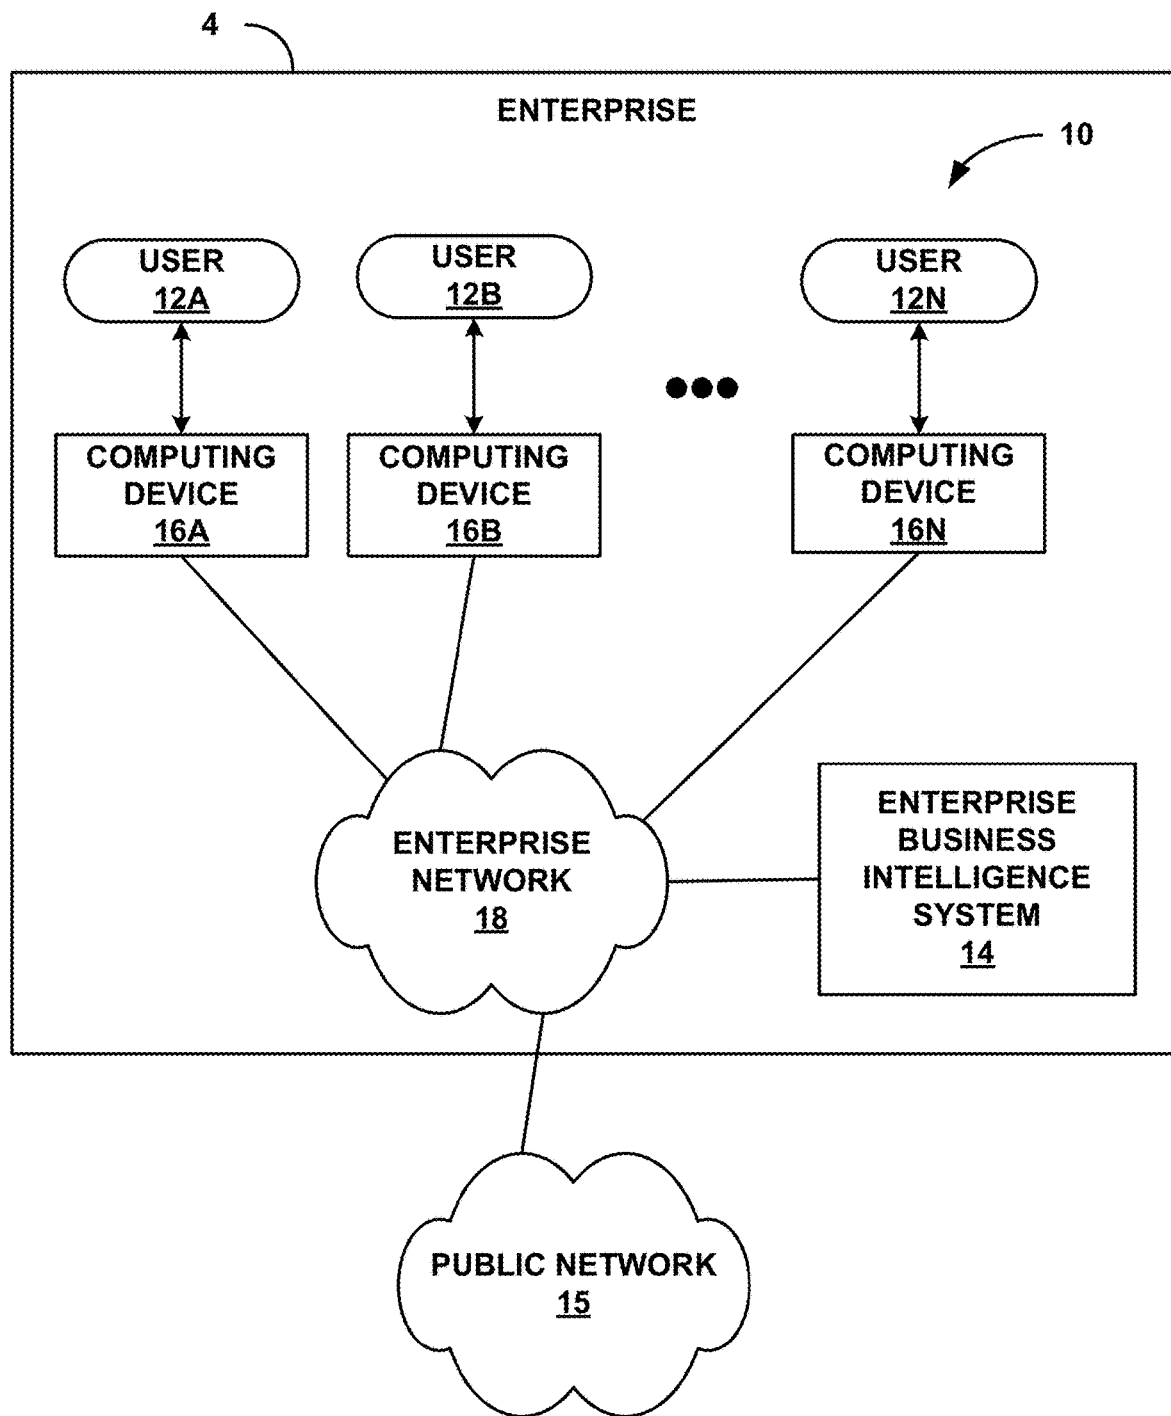 4
ENTERPRISE
10
USER
12A
USER
12B
USER
12N
COMPUTING
DEVICE
16A
COMPUTING
DEVICE
16B
COMPUTING
DEVICE
16N
ENTERPRISE
NETWORK
18
ENTERPRISE
BUSINESS
INTELLIGENCE
SYSTEM
14
PUBLIC NETWORK
15